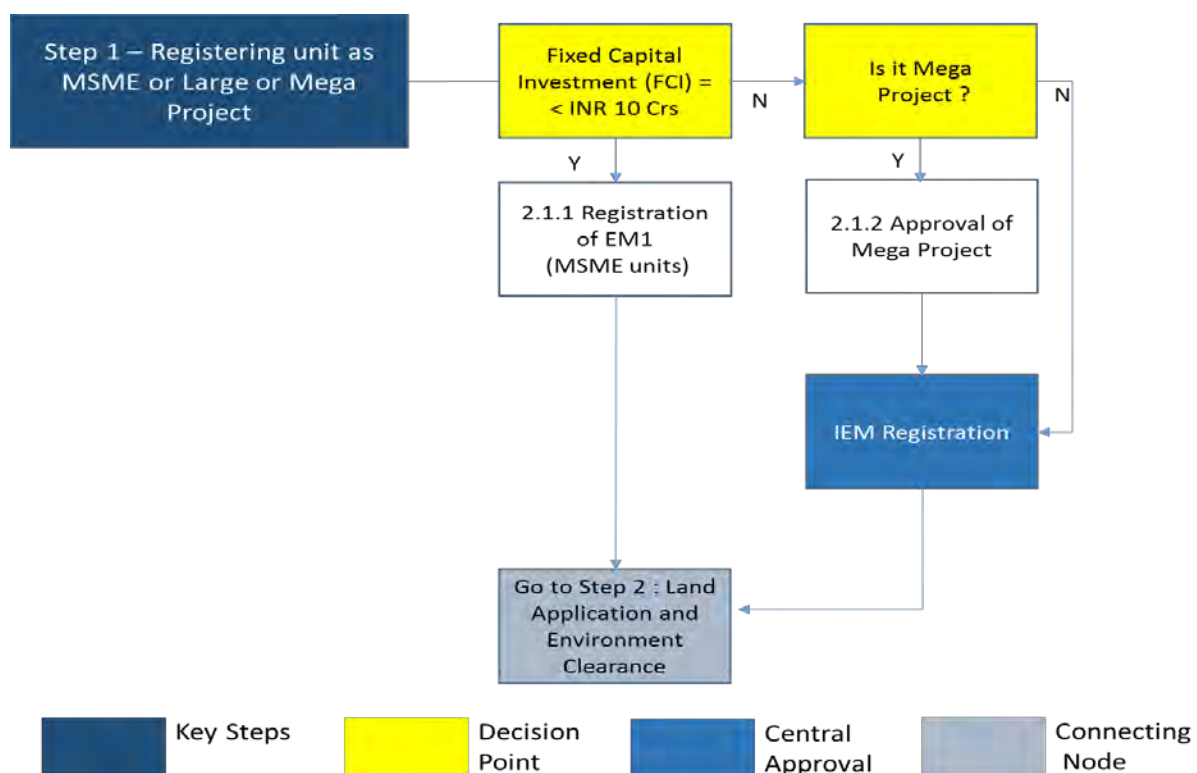 Step 1 – Registering unit as
MSME or Large or Mega
Project
Fixed Capital
Investment (FCI) =
< INR 10 Crs
N
Is it Mega
Project ?
N
Y
Y
2.1.1 Registration
of EM1
(MSME units)
2.1.2 Approval of
Mega Project
IEM Registration
Go to Step 2 : Land
Application and
Environment
Clearance
Key Steps
Decision
Point
Central
Approval
Connecting
Node